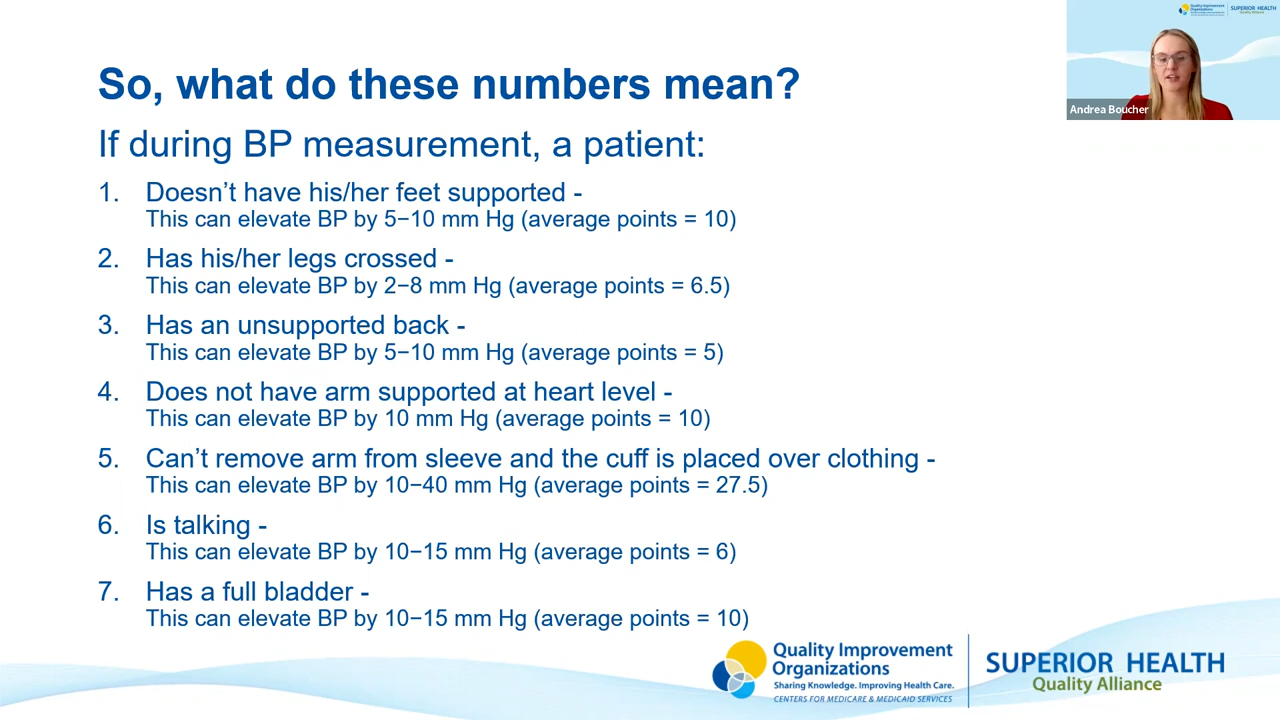 So, what do these numbers mean?
If during BP measurement, a patient:
1. Doesn’t have his/her feet supported -
This can elevate BP by 5−10 mm Hg (average points = 10)
2. Has his/her legs crossed -
This can elevate BP by 2−8 mm Hg (average points = 6.5)
3. Has an unsupported back -
This can elevate BP by 5−10 mm Hg (average points = 5)
4. Does not have arm supported at heart level -
This can elevate BP by 10 mm Hg (average points = 10)
5. Can’t remove arm from sleeve and the cuff is placed over clothing -
This can elevate BP by 10−40 mm Hg (average points = 27.5)
6. Is talking -
This can elevate BP by 10−15 mm Hg (average points = 6)
7. Has a full bladder -
This can elevate BP by 10−15 mm Hg (average points = 10)
Quality Improvement
Organizations
Sharing Knowledge. Improving Health Care.
CENTERS FOR MEDICARE & MEDICAID SERVICES
SUPERIOR HEALTH
Quality Alliance
Quality Improvement
Organizations
SUPERIOR HEALTH
Quality Alliance
Andrea Boucher